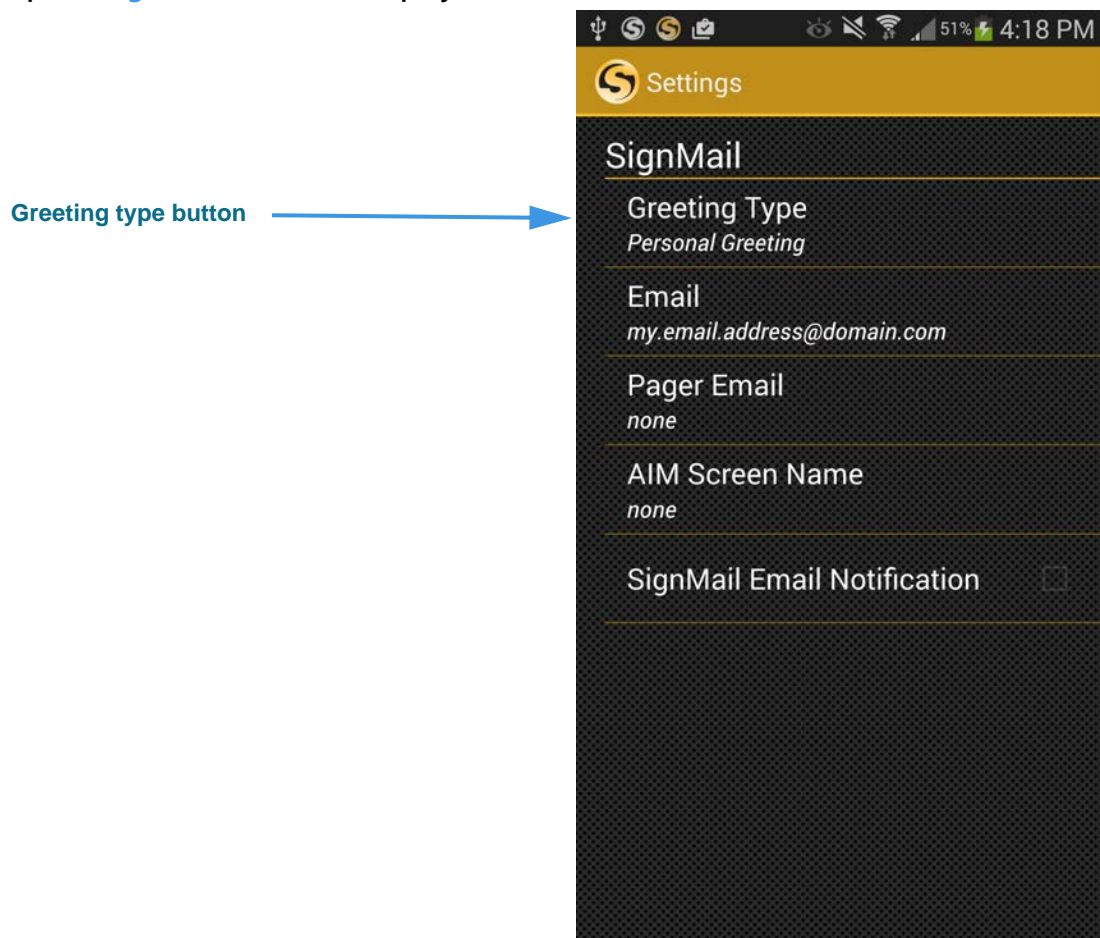 51% 4:18 PM
Settings
SignMail
Greeting type button
Greeting Type
Personal Greeting
Email
my.email.address@domain.com
Pager Email
none
AIM Screen Name
none
SignMail Email Notification